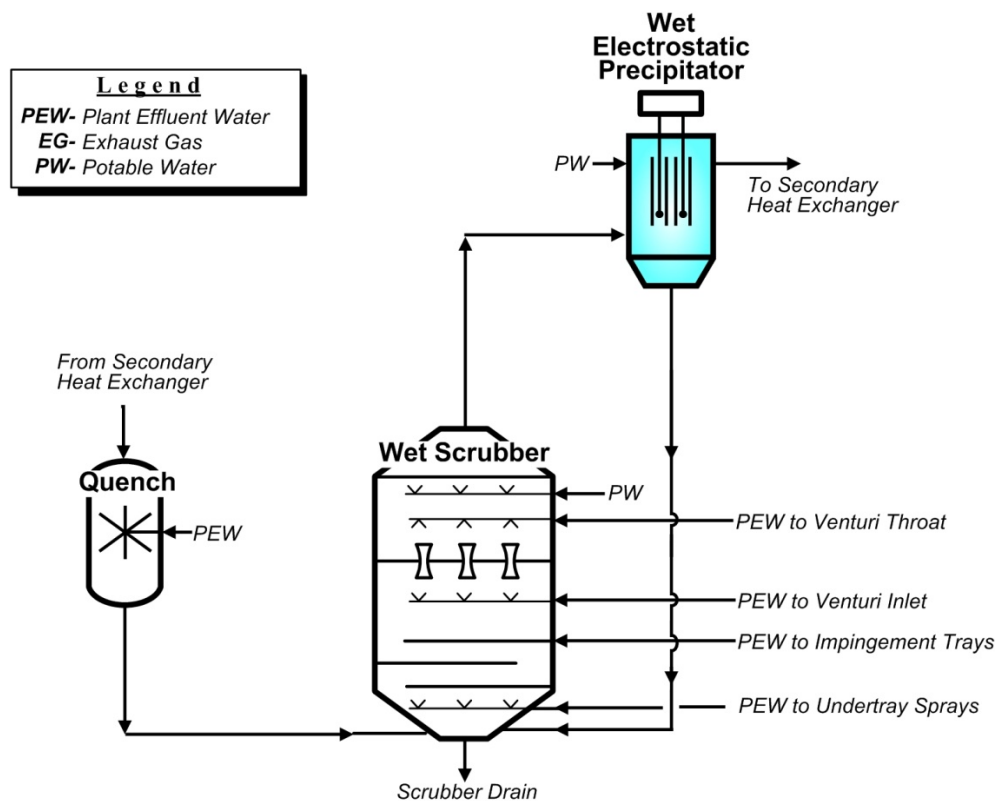 Wet
Electrostatic
Precipitator
Legend
PEW- Plant Effluent Water
EG- Exhaust Gas
PW- Potable Water
PW
To Secondary
Heat Exchanger
From Secondary
Heat Exchanger
Wet Scrubber
Quench
PW
PEW to Venturi Throat
PEW
PEW to Venturi Inlet
PEW to Impingement Trays
PEW to Undertray Sprays
Scrubber Drain